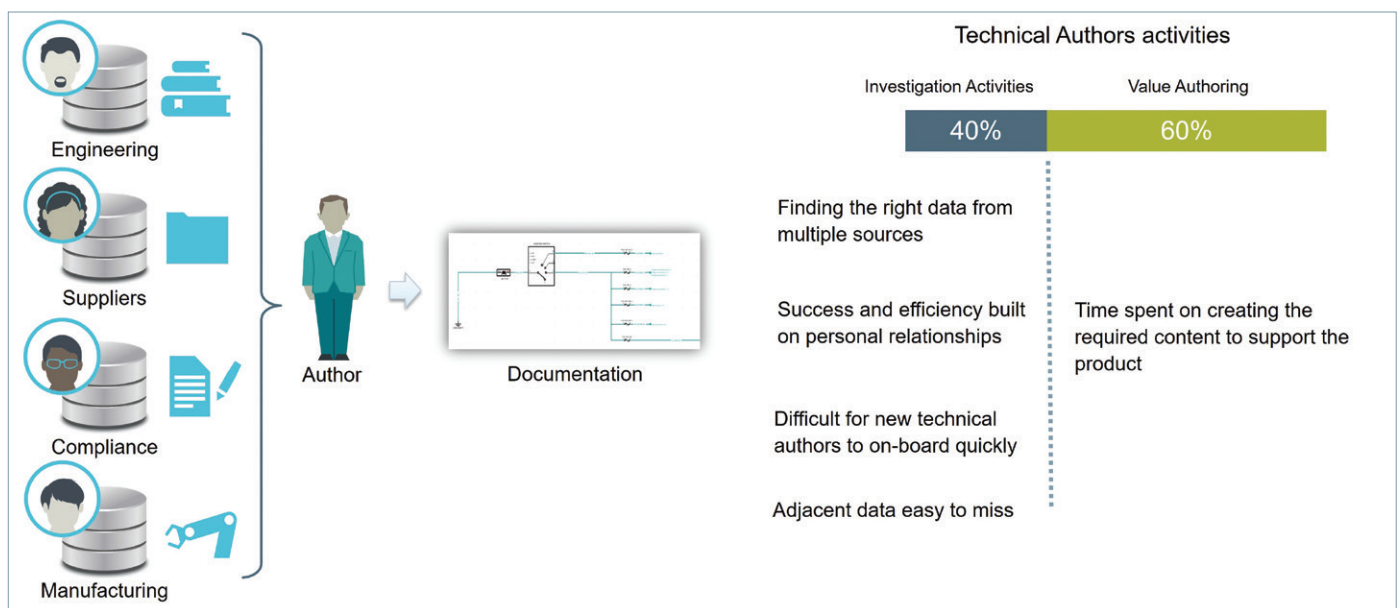 Engineering
Suppliers
Compliance
Manufacturing
Author
Documentation
Technical Authors activities
Investigation Activities
Value Authoring
40%
60%
Finding the right data from
multiple sources
Success and efficiency built
on personal relationships
Difficult for new technical
authors to on-board quickly
Adjacent data easy to miss
Time spent on creating the
required content to support the
product